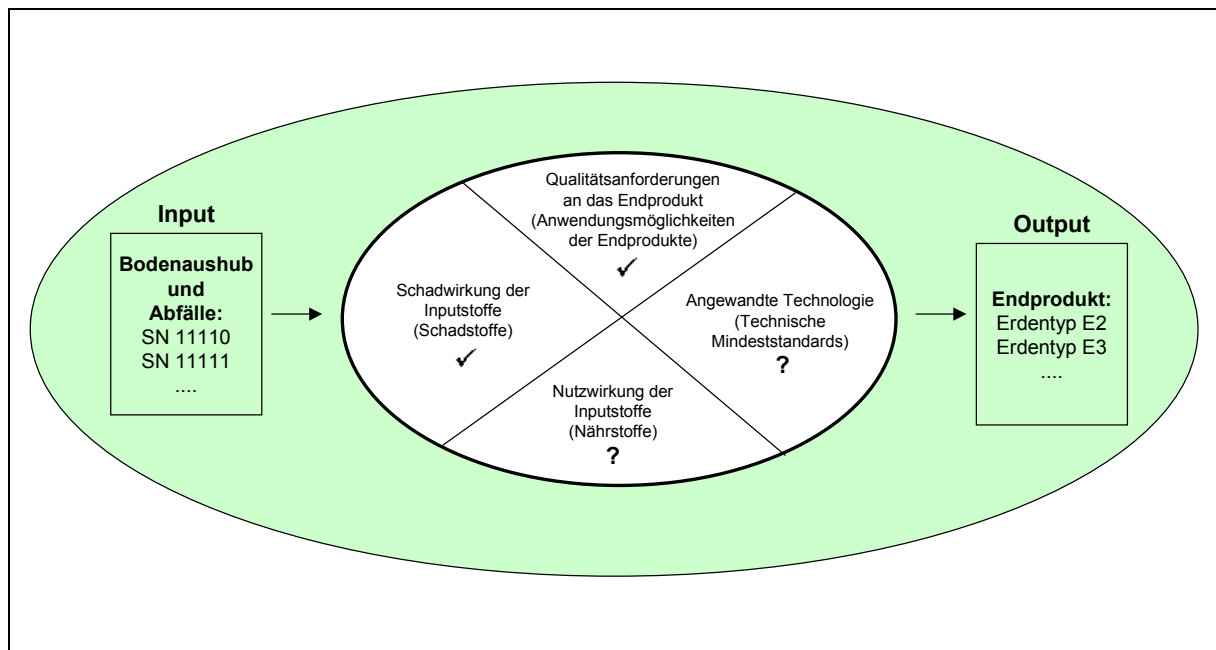 Input
Bodenaushub
und
Abfälle:
SN 11110
SN 11111
....
Qualitätsanforderungen
an das Endprodukt
(Anwendungsmöglichkeiten
der Endprodukte)
✓
Schadwirkung der
Inputstoffe
(Schadstoffe)
✓
Angewandte Technologie
(Technische
Mindeststandards)
?
Nutzwirkung der
Inputstoffe
(Nährstoffe)
?
Output
Endprodukt:
Erdentyp E2
Erdentyp E3
....